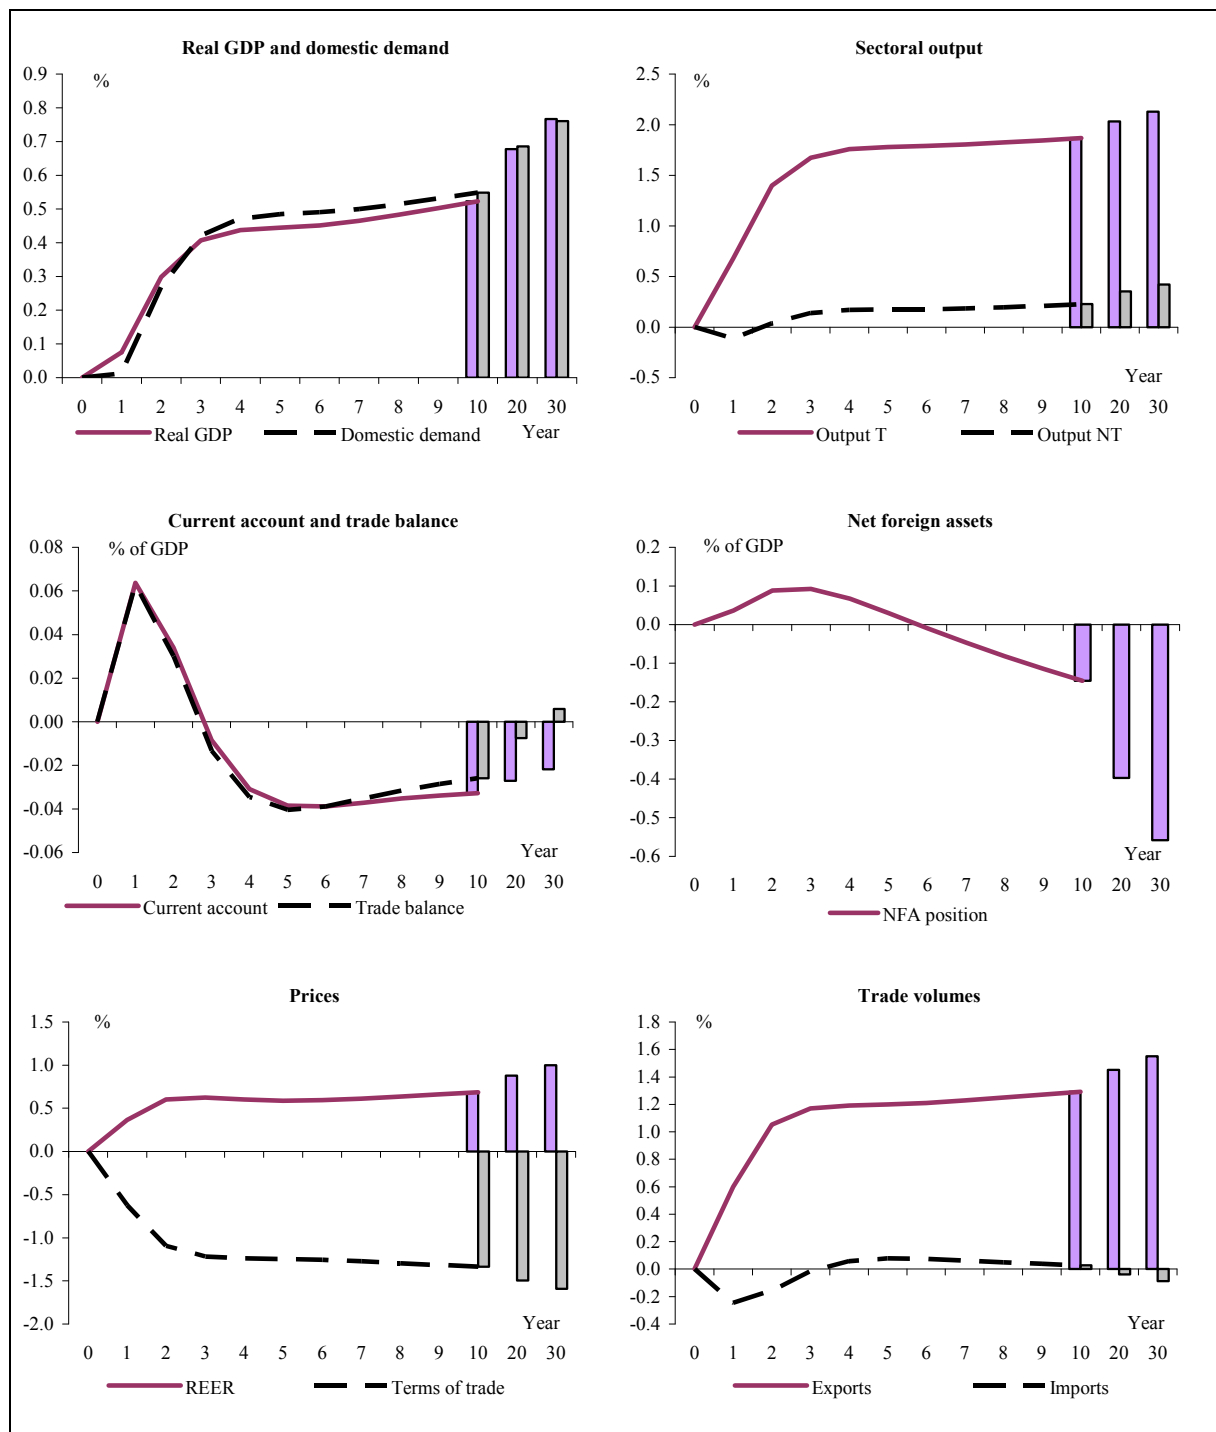 Real GDP and domestic demand
%
0.9
0.8
0.7
0.6
0.5
0.4
0.3
0.2
0.1
0.0
0 1 2 3 4 5 6 7 8 9 10 20 30
Real GDP Domestic demand Year
Sectoral output
%
2.5
2.0
1.5
1.0
0.5
0.0
-0.5
Year
0 1 2 3 4 5 6 7 8 9 10 20 30
Output T Output NT
Current account and trade balance
% of GDP
0.08
0.06
0.04
0.02
0.00
-0.02
-0.04
-0.06
Year
0 1 2 3 4 5 6 7 8 9 10 20 30
Current account Trade balance
Net foreign assets
% of GDP
0.2
0.1
0.0
-0.1
-0.2
-0.3
-0.4
-0.5
-0.6
Year
0 1 2 3 4 5 6 7 8 9 10 20 30
NFA position
Prices
%
1.5
1.0
0.5
0.0
-0.5
-1.0
-1.5
-2.0
Year
0 1 2 3 4 5 6 7 8 9 10 20 30
REER Terms of trade
Trade volumes
%
1.8
1.6
1.4
1.2
1.0
0.8
0.6
0.4
0.2
0.0
-0.2
-0.4
Year
0 1 2 3 4 5 6 7 8 9 10 20 30
Exports Imports